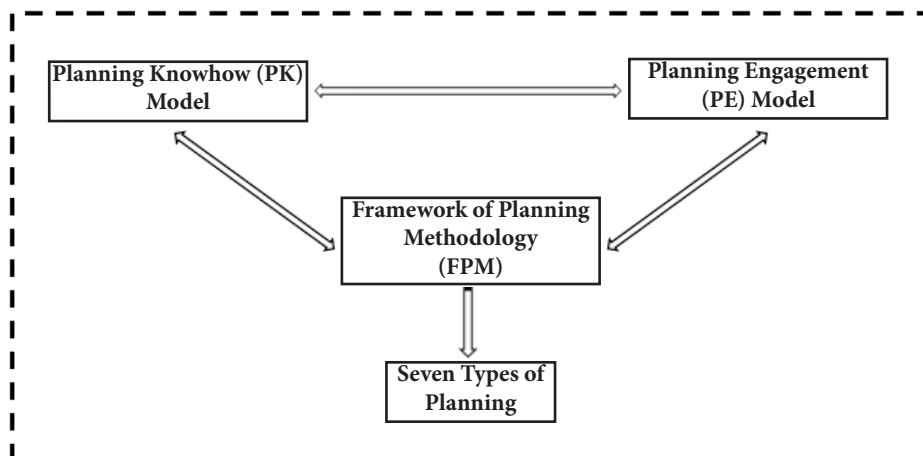 Planning Knowhow (PK)
Model
Planning Engagement
(PE) Model
Framework of Planning
Methodology
(FPM)
Seven Types of
Planning